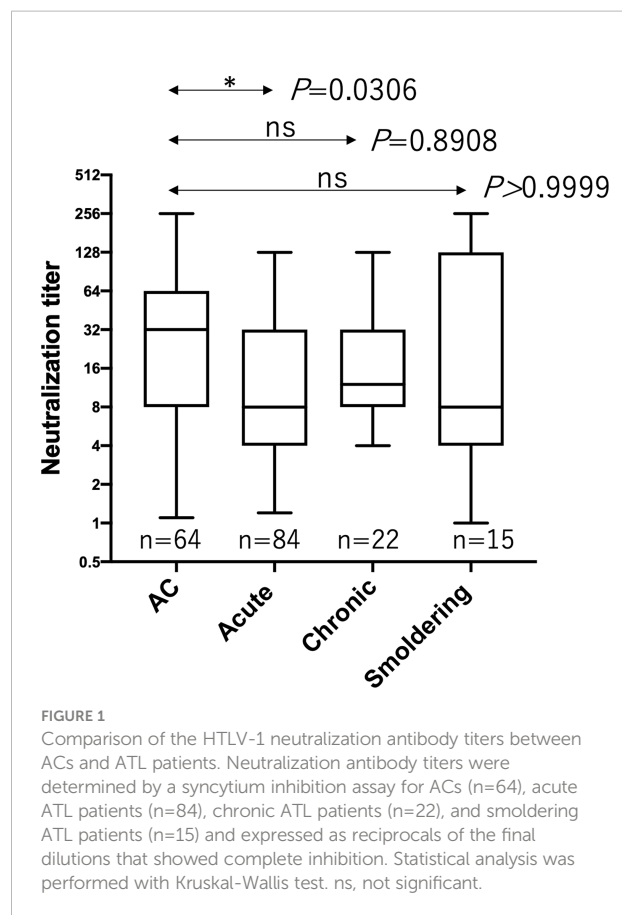 * P=0.0306
ns P=0.8908
ns P>0.9999
512
256
128
64
32
16
8
4
2
1
0.5
Neutralization titer
n=64 n=84 n=22 n=15
AC Acute Chronic Smoldering
FIGURE 1
Comparison of the HTLV-1 neutralization antibody titers between
ACs and ATL patients. Neutralization antibody titers were
determined by a syncytium inhibition assay for ACs (n=64), acute
ATL patients (n=84), chronic ATL patients (n=22), and smoldering
ATL patients (n=15) and expressed as reciprocals of the final
dilutions that showed complete inhibition. Statistical analysis was
performed with Kruskal-Wallis test. ns, not significant.